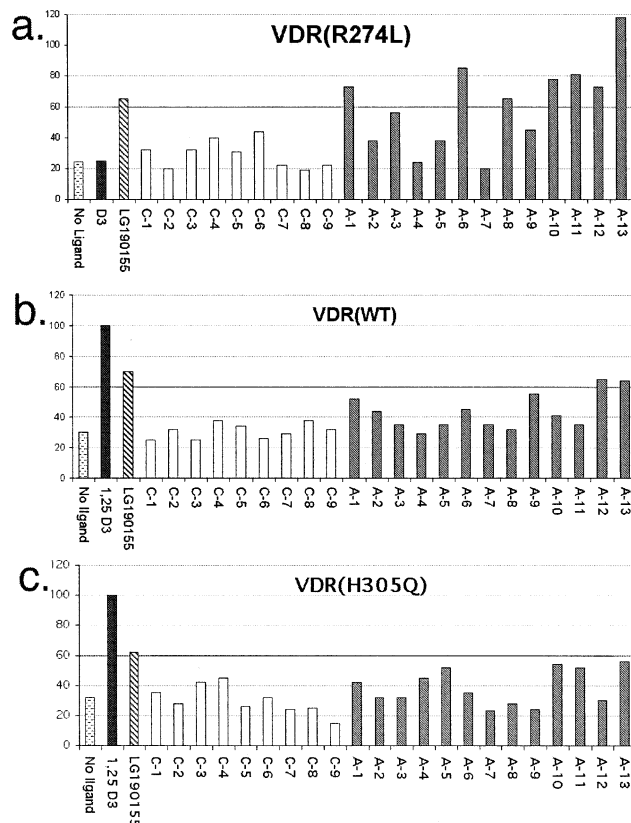 a.
VDR(R274L)
120
100
80
60
40
20
0
No Ligand
D3
LG190155
C-1
C-2
C-3
C-4
C-5
C-6
C-7
C-8
C-9
A-1
A-2
A-3
A-4
A-5
A-6
A-7
A-8
A-9
A-10
A-11
A-12
A-13
b.
VDR(WT)
120
100
80
60
40
20
0
No ligand
1,25 D3
LG190155
C-1
C-2
C-3
C-4
C-5
C-6
C-7
C-8
C-9
A-1
A-2
A-3
A-4
A-5
A-6
A-7
A-8
A-9
A-10
A-11
A-12
A-13
c.
VDR(H305Q)
120
100
80
60
40
20
0
No ligand
1,25 D3
LG190155
C-1
C-2
C-3
C-4
C-5
C-6
C-7
C-8
C-9
A-1
A-2
A-3
A-4
A-5
A-6
A-7
A-8
A-9
A-10
A-11
A-12
A-13